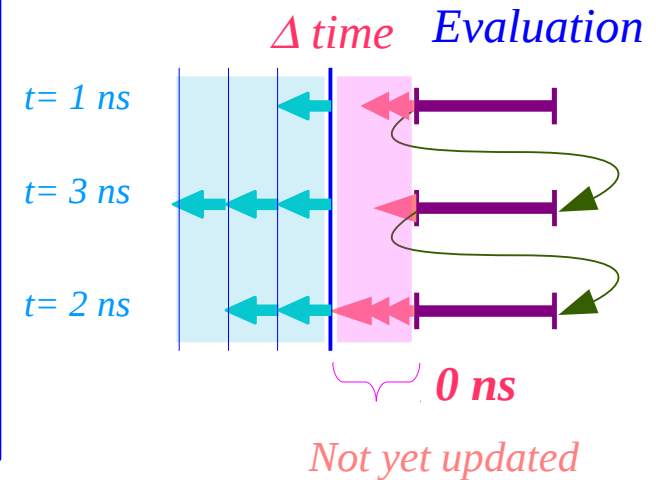 Δ time
Evaluation
t= 1 ns
t= 3 ns
t= 2 ns
0 ns
Not yet updated